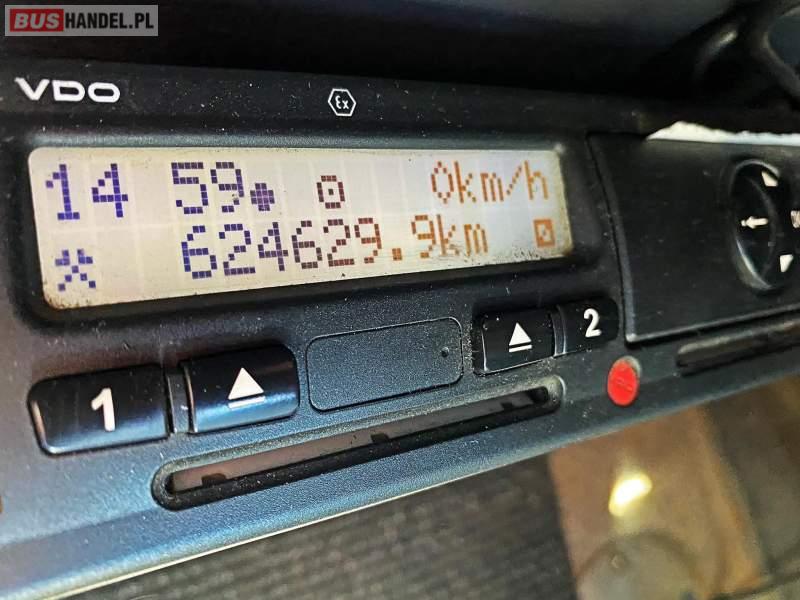 BUSHANDEL.PL
VDO
Ex
14 59 0km/h
624629.9km
1
2